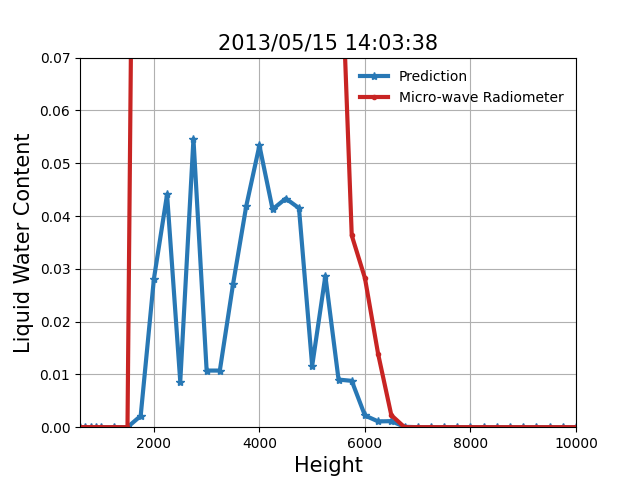 2013/05/15 14:03:38
0.07
0.06
0.05
0.04
0.03
0.02
0.01
0.00
Liquid Water Content
Prediction
Micro-wave Radiometer
2000 4000 6000 8000 10000
Height